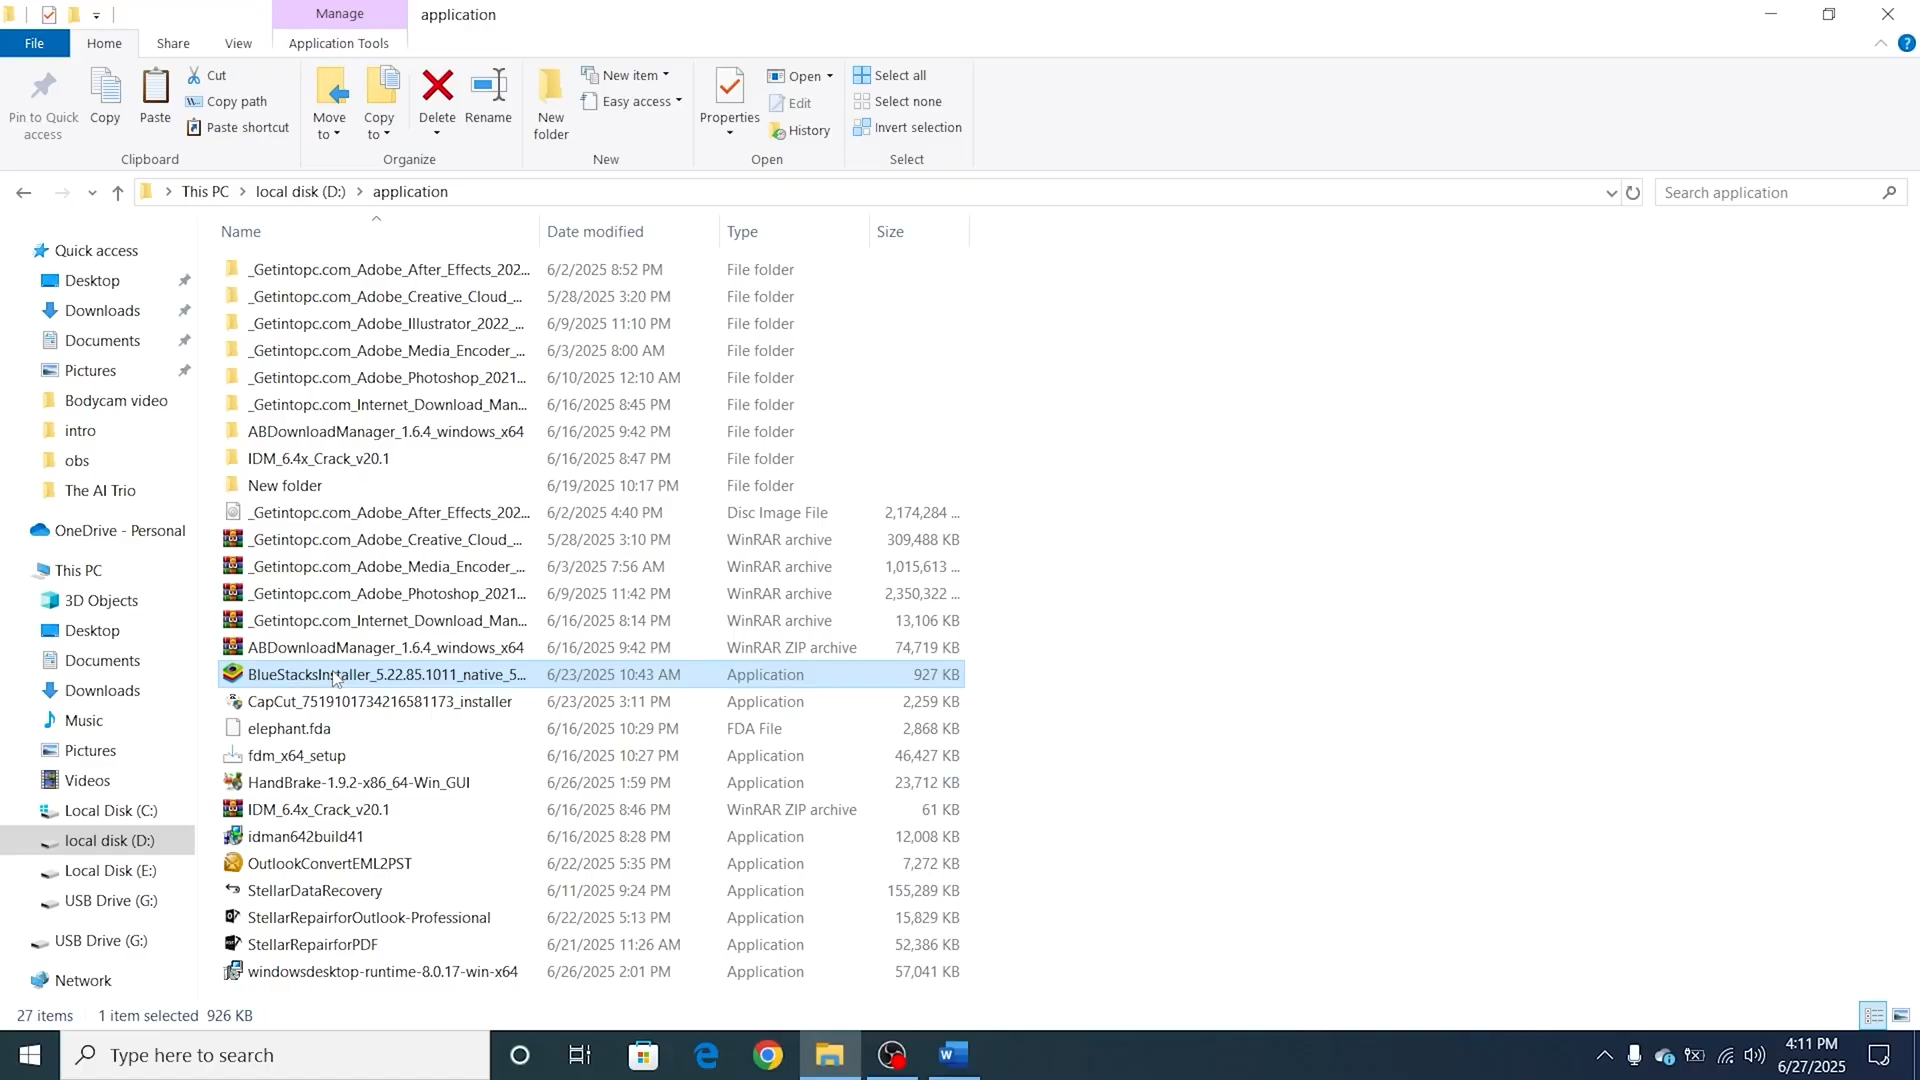 Manage
application
File
Home
Share
View
Application Tools
Pin to Quick
access
Copy
Paste
Cut
Copy path
Paste shortcut
Clipboard
Move
to
Copy
to
Delete
Rename
Organize
New
folder
New item
Easy access
New
Properties
Open
Edit
History
Open
Select all
Select none
Invert selection
Select
This PC > local disk (D:) > application
Search application
Name Date modified Type Size
Quick access
Desktop
Downloads
Documents
Pictures
Bodycam video
intro
obs
The AI Trio
OneDrive - Personal
This PC
3D Objects
Desktop
Documents
Downloads
Music
Pictures
Videos
Local Disk (C:)
local disk (D:)
Local Disk (E:)
USB Drive (G:)
USB Drive (G:)
Network
_Getintopc.com_Adobe_After_Effects_202... 6/2/2025 8:52 PM File folder
_Getintopc.com_Adobe_Creative_Cloud_... 5/28/2025 3:20 PM File folder
_Getintopc.com_Adobe_Illustrator_2022_... 6/9/2025 11:10 PM File folder
_Getintopc.com_Adobe_Media_Encoder_... 6/3/2025 8:00 AM File folder
_Getintopc.com_Adobe_Photoshop_2021... 6/10/2025 12:10 AM File folder
_Getintopc.com_Internet_Download_Man... 6/16/2025 8:45 PM File folder
ABDownloadManager_1.6.4_windows_x64 6/16/2025 9:42 PM File folder
IDM_6.4x_Crack_v20.1 6/16/2025 8:47 PM File folder
New folder 6/19/2025 10:17 PM File folder
_Getintopc.com_Adobe_After_Effects_202... 6/2/2025 4:40 PM Disc Image File 2,174,284 ...
_Getintopc.com_Adobe_Creative_Cloud_... 5/28/2025 3:10 PM WinRAR archive 309,488 KB
_Getintopc.com_Adobe_Media_Encoder_... 6/3/2025 7:56 AM WinRAR archive 1,015,613 ...
_Getintopc.com_Adobe_Photoshop_2021... 6/9/2025 11:42 PM WinRAR archive 2,350,322 ...
_Getintopc.com_Internet_Download_Man... 6/16/2025 8:14 PM WinRAR archive 13,106 KB
ABDownloadManager_1.6.4_windows_x64 6/16/2025 9:42 PM WinRAR ZIP archive 74,719 KB
BlueStacksInstaller_5.22.85.1011_native_5... 6/23/2025 10:43 AM Application 927 KB
CapCut_7519101734216581173_installer 6/23/2025 3:11 PM Application 2,259 KB
elephant.fda 6/16/2025 10:29 PM FDA File 2,868 KB
fdm_x64_setup 6/16/2025 10:27 PM Application 46,427 KB
HandBrake-1.9.2-x86_64-Win_GUI 6/26/2025 1:59 PM Application 23,712 KB
IDM_6.4x_Crack_v20.1 6/16/2025 8:46 PM WinRAR ZIP archive 61 KB
idman642build41 6/16/2025 8:28 PM Application 12,008 KB
OutlookConvertEML2PST 6/22/2025 5:35 PM Application 7,272 KB
StellarDataRecovery 6/11/2025 9:24 PM Application 155,289 KB
StellarRepairforOutlook-Professional 6/22/2025 5:13 PM Application 15,829 KB
StellarRepairforPDF 6/21/2025 11:26 AM Application 52,386 KB
windowsdesktop-runtime-8.0.17-win-x64 6/26/2025 2:01 PM Application 57,041 KB
27 items 1 item selected 926 KB
Type here to search
4:11 PM
6/27/2025